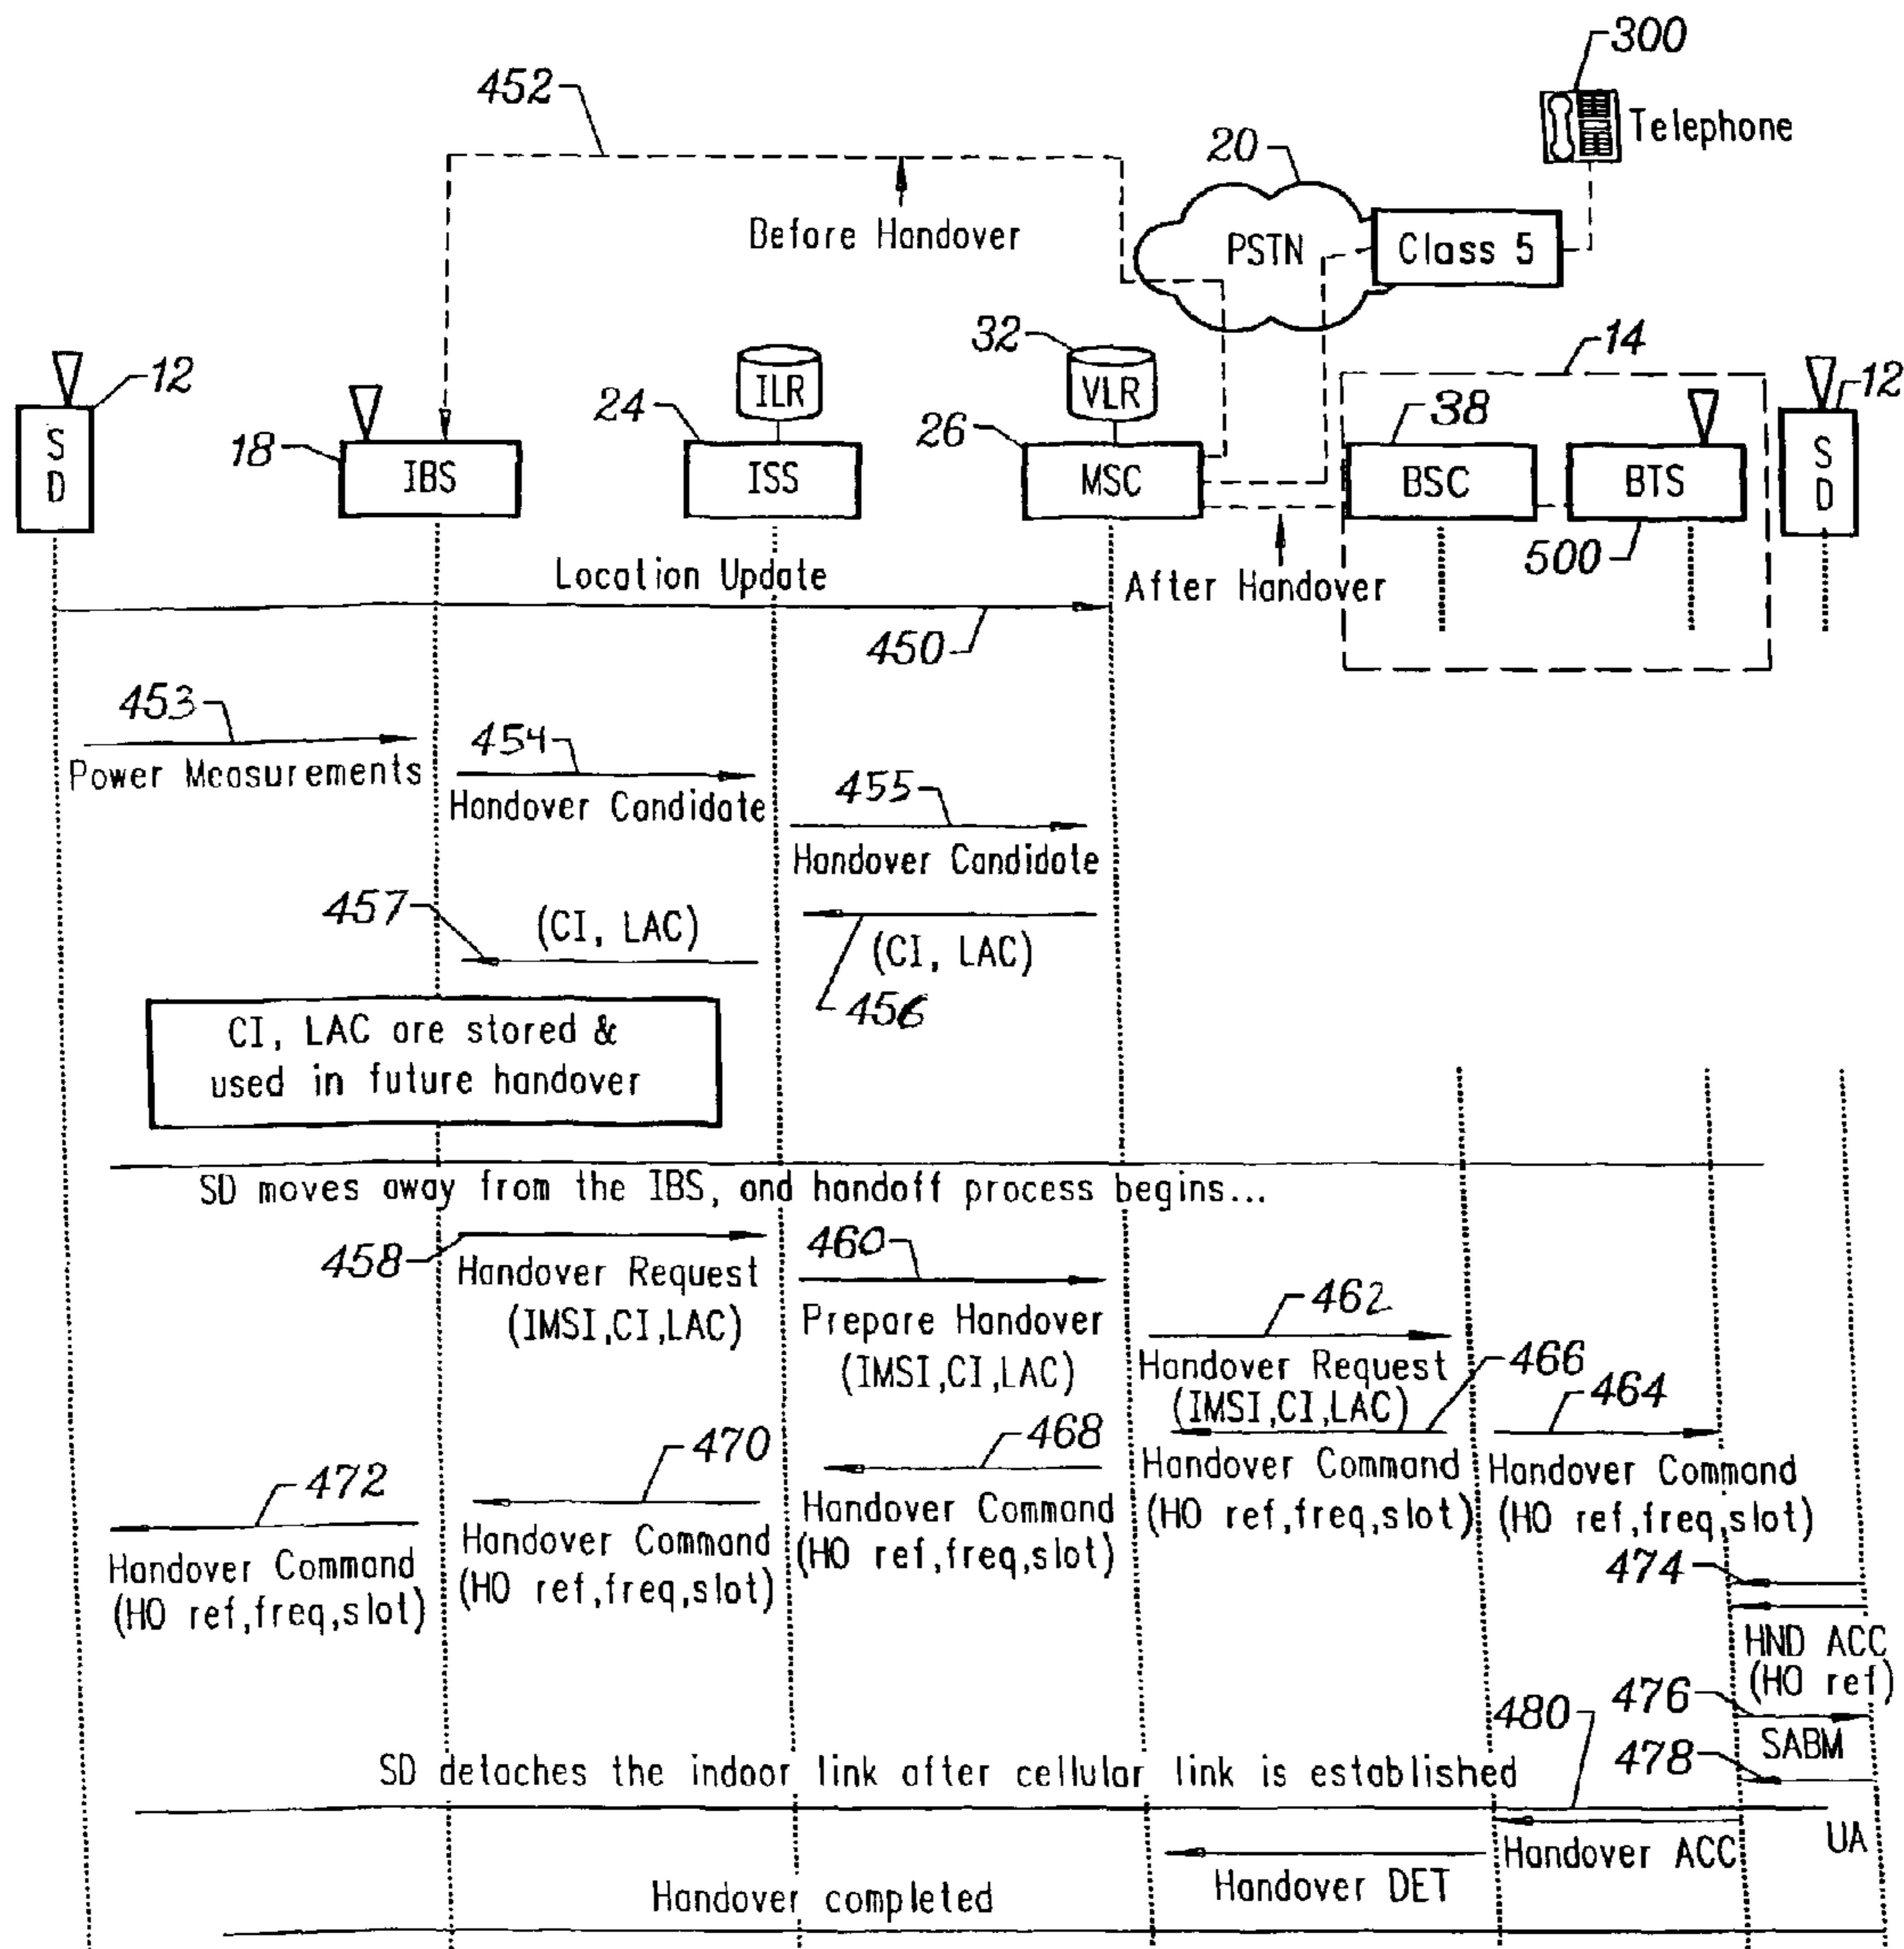 300
452
Telephone
20
Before Handover
PSTN
Class 5
12
32
14
12
ILR
VLR
S
D
18
24
26
38
S
D
IBS
ISS
MSC
BSC
BTS
500
Location Update
After Handover
450
453
454
Power Measurements
Handover Candidate
455
Handover Candidate
457
(CI, LAC)
(CI, LAC)
456
CI, LAC are stored &
used in future handover
SD moves away from the IBS, and handoff process begins...
458
Handover Request
(IMSI,CI,LAC)
460
Prepare Handover
(IMSI,CI,LAC)
462
Handover Request
(IMSI,CI,LAC)
466
464
472
470
468
Handover Command
(HO ref,freq,slot)
Handover Command
(HO ref,freq,slot)
Handover Command
(HO ref,freq,slot)
Handover Command
(HO ref,freq,slot)
Handover Command
(HO ref,freq,slot)
474
HND ACC
(HO ref)
476
480
SABM
478
SD detaches the indoor link after cellular link is established
UA
Handover ACC
Handover DET
Handover completed